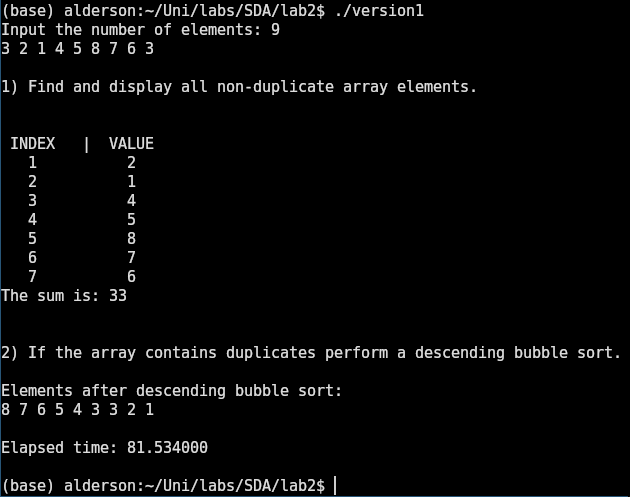 (base) alderson:~/Uni/labs/SDA/lab2$ ./version1
Input the number of elements: 9
3 2 1 4 5 8 7 6 3
1) Find and display all non-duplicate array elements.
INDEX | VALUE
1 2
2 1
3 4
4 5
5 8
6 7
7 6
The sum is: 33
2) If the array contains duplicates perform a descending bubble sort.
Elements after descending bubble sort:
8 7 6 5 4 3 3 2 1
Elapsed time: 81.534000
(base) alderson:~/Uni/labs/SDA/lab2$